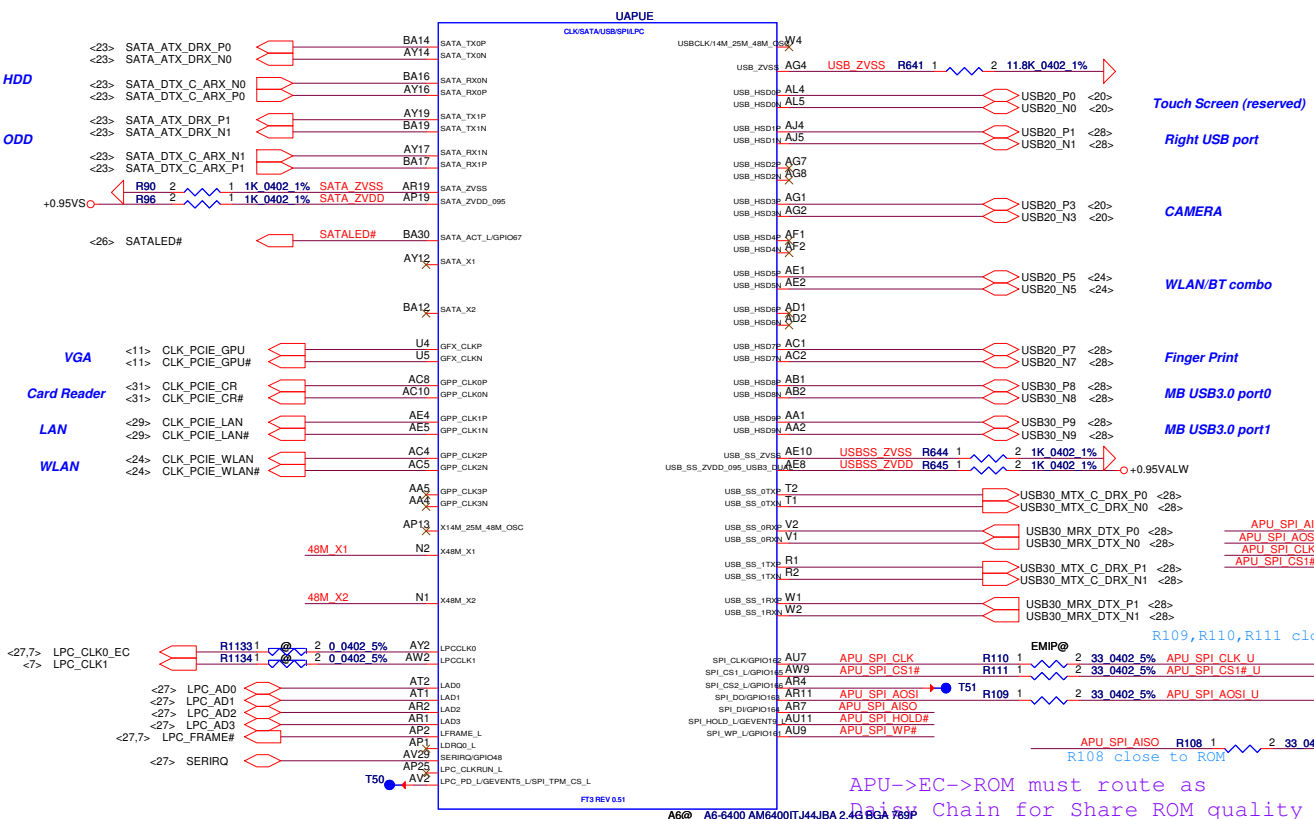 UAPUE
CLK/SATA/USB/SPI/LPC
HDD
<23> SATA_ATX_DRX_P0 BA14 SATA_TX0P
<23> SATA_ATX_DRX_N0 AY14 SATA_TX0N
<23> SATA_DTX_C_ARX_N0 BA16 SATA_RX0N
<23> SATA_DTX_C_ARX_P0 AY16 SATA_RX0P
ODD
<23> SATA_ATX_DRX_P1 AY19 SATA_TX1P
<23> SATA_ATX_DRX_N1 BA19 SATA_TX1N
<23> SATA_DTX_C_ARX_N1 AY17 SATA_RX1N
<23> SATA_DTX_C_ARX_P1 BA17 SATA_RX1P
R90 2 1 1K_0402_1% SATA_ZVSS AR19 SATA_ZVSS
+0.95VS R96 2 1 1K_0402_1% SATA_ZVDD AP19 SATA_ZVDD_095
<26> SATALED# SATALED# BA30 SATA_ACT_L/GPIO67
AY12 SATA_X1
BA12 SATA_X2
VGA
<11> CLK_PCIE_GPU U4 GFX_CLKP
<11> CLK_PCIE_GPU# U5 GFX_CLKN
Card Reader
<31> CLK_PCIE_CR AC8 GPP_CLK0P
<31> CLK_PCIE_CR# AC10 GPP_CLK0N
LAN
<29> CLK_PCIE_LAN AE4 GPP_CLK1P
<29> CLK_PCIE_LAN# AE5 GPP_CLK1N
WLAN
<24> CLK_PCIE_WLAN AC4 GPP_CLK2P
<24> CLK_PCIE_WLAN# AC5 GPP_CLK2N
AA5 GPP_CLK3P
AA4 GPP_CLK3N
AP13 X14M_25M_48M_OSC
48M_X1 N2 X48M_X1
48M_X2 N1 X48M_X2
<27,7> LPC_CLK0_EC R1133 1 @ 2 0_0402_5% AY2 LPCCLK0
<7> LPC_CLK1 R1134 1 @ 2 0_0402_5% AW2 LPCCLK1
<27> LPC_AD0 AT2 LAD0
<27> LPC_AD1 AT1 LAD1
<27> LPC_AD2 AR2 LAD2
<27> LPC_AD3 AR1 LAD3
<27,7> LPC_FRAME# AP2 LFRAME_L
AP1 LDRQ0_L
<27> SERIRQ AV29 SERIRQ/GPIO48
AP25 LPC_CLKRUN_L
T50 AV2 LPC_PD_L/GEVENT5_L/SPI_TPM_CS_L
USBCLK/14M_25M_48M_OSC W4
USB_ZVSS AG4 USB_ZVSS R641 1 2 11.8K_0402_1%
USB_HSD0P AL4 USB20_P0 <20>
USB_HSD0N AL5 USB20_N0 <20>
Touch Screen (reserved)
USB_HSD1P AJ4 USB20_P1 <28>
USB_HSD1N AJ5 USB20_N1 <28>
Right USB port
USB_HSD2P AG7
USB_HSD2N AG8
USB_HSD3P AG1 USB20_P3 <20>
USB_HSD3N AG2 USB20_N3 <20>
CAMERA
USB_HSD4P AF1
USB_HSD4N AF2
USB_HSD5P AE1 USB20_P5 <24>
USB_HSD5N AE2 USB20_N5 <24>
WLAN/BT combo
USB_HSD6P AD1
USB_HSD6N AD2
USB_HSD7P AC1 USB20_P7 <28>
USB_HSD7N AC2 USB20_N7 <28>
Finger Print
USB_HSD8P AB1 USB30_P8 <28>
USB_HSD8N AB2 USB30_N8 <28>
MB USB3.0 port0
USB_HSD9P AA1 USB30_P9 <28>
USB_HSD9N AA2 USB30_N9 <28>
MB USB3.0 port1
USB_SS_ZVSS AE10 USBSS_ZVSS R644 1 2 1K_0402_1%
USB_SS_ZVDD_095_USB3_DUAL AE8 USBSS_ZVDD R645 1 2 1K_0402_1% +0.95VALW
USB_SS_0TXP T2 USB30_MTX_C_DRX_P0 <28>
USB_SS_0TXN T1 USB30_MTX_C_DRX_N0 <28>
USB_SS_0RXP V2 USB30_MRX_DTX_P0 <28>
USB_SS_0RXN V1 USB30_MRX_DTX_N0 <28>
USB_SS_1TXP R1 USB30_MTX_C_DRX_P1 <28>
USB_SS_1TXN R2 USB30_MTX_C_DRX_N1 <28>
USB_SS_1RXP W1 USB30_MRX_DTX_P1 <28>
USB_SS_1RXN W2 USB30_MRX_DTX_N1 <28>
APU_SPI_AI
APU_SPI_AOS
APU_SPI_CLK
APU_SPI_CS1#
R109,R110,R111 clo
EMIP@
SPI_CLK/GPIO162 AU7 APU_SPI_CLK R110 1 2 33_0402_5% APU_SPI_CLK_U
SPI_CS1_L/GPIO165 AW9 APU_SPI_CS1# R111 1 2 33_0402_5% APU_SPI_CS1#_U
SPI_CS2_L/GPIO166 AR4 T51
SPI_DO/GPIO163 AR11 APU_SPI_AOSI R109 1 2 33_0402_5% APU_SPI_AOSI_U
SPI_DI/GPIO164 AR7 APU_SPI_AISO
SPI_HOLD_L/GEVENT9_L AU11 APU_SPI_HOLD#
SPI_WP_L/GPIO161 AU9 APU_SPI_WP#
APU_SPI_AISO R108 1 2 33_04
R108 close to ROM
APU->EC->ROM must route as
Daisy Chain for Share ROM quality
FT3 REV 0.51
A6@ A6-6400 AM6400ITJ44JBA 2.4G BGA 769P